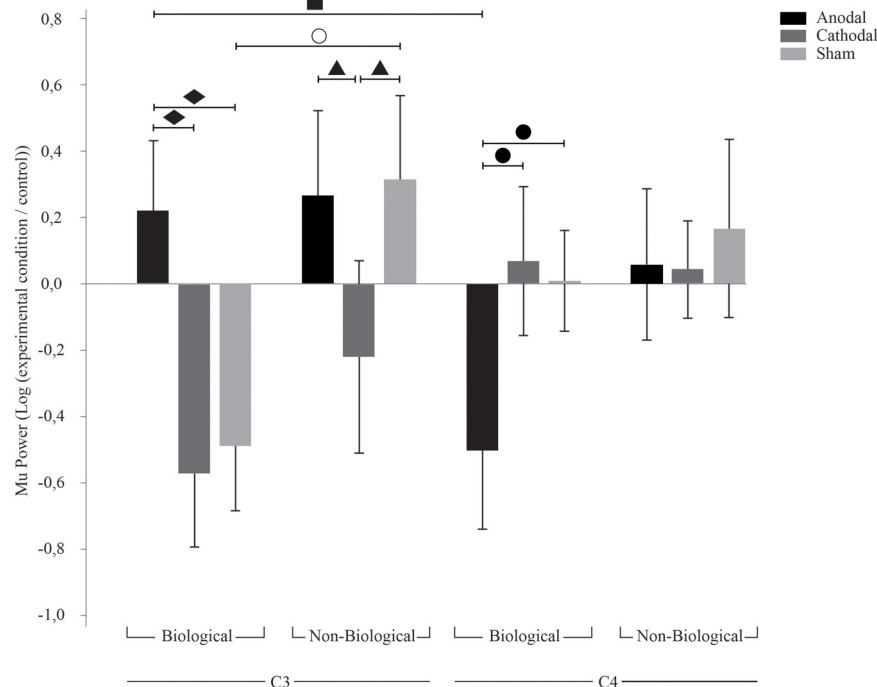 Anodal
Cathodal
Sham
Mu Power (Log (experimental condition / control))
0,8
0,6
0,4
0,2
0,0
-0,2
-0,4
-0,6
-0,8
-1,0
Biological Non-Biological Biological Non-Biological
C3 C4